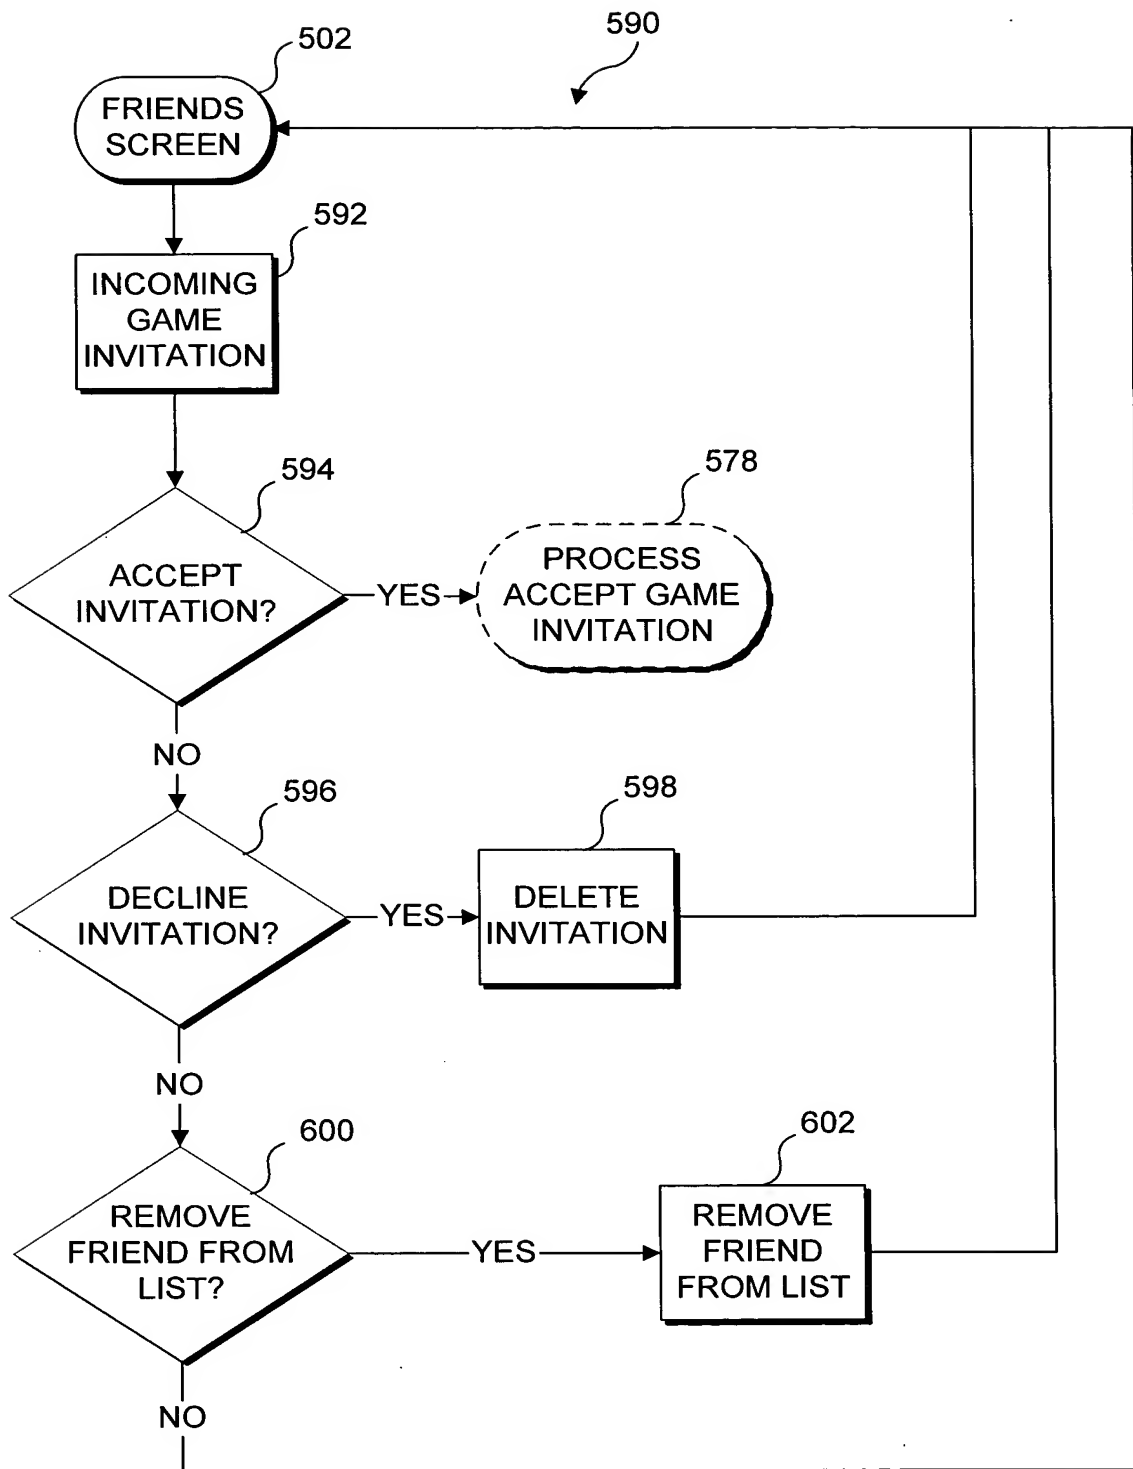 590
502
FRIENDS
SCREEN
592
INCOMING
GAME
INVITATION
594
ACCEPT
INVITATION?
YES
578
PROCESS
ACCEPT GAME
INVITATION
NO
596
DECLINE
INVITATION?
YES
598
DELETE
INVITATION
NO
600
REMOVE
FRIEND FROM
LIST?
YES
602
REMOVE
FRIEND
FROM LIST
NO